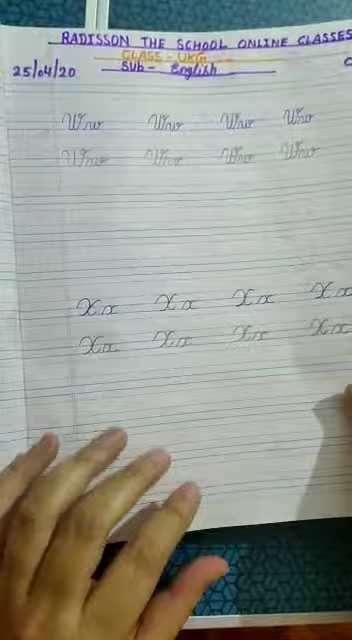 RADISSON THE SCHOOL ONLINE CLASSES
CLASS - UKG
25/04/20 Sub - English
Ww Ww Ww Ww
Ww Ww Ww Ww
Xx Xx Xx Xx
Xx Xx Xx Xx